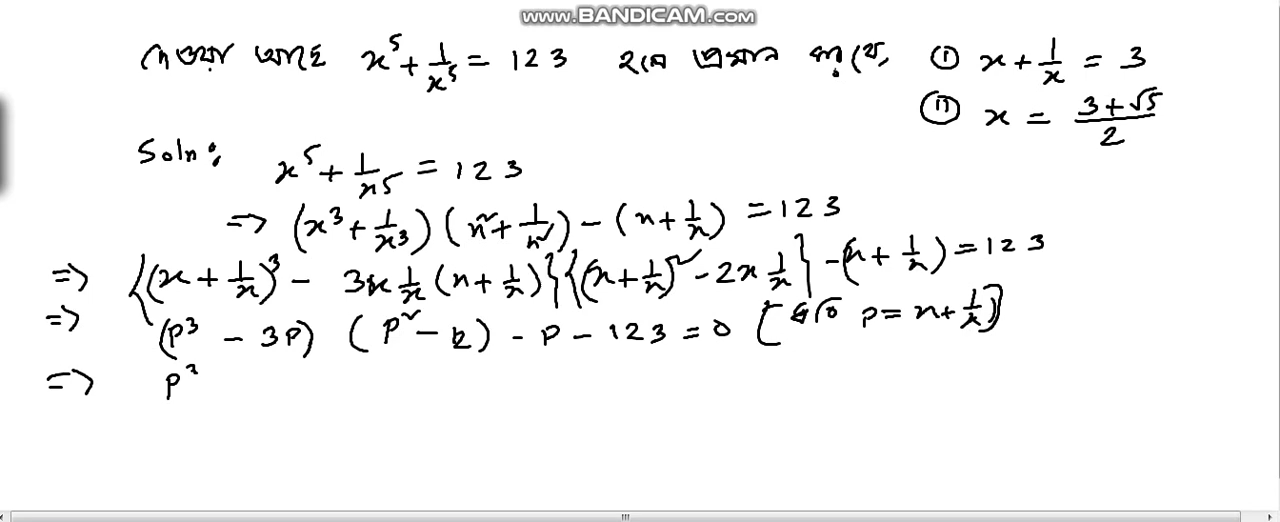 www.BANDICAM.com
দেওয়া আছে x⁵ + 1/x⁵ = 123 হলে প্রমাণ কর যে, (i) x + 1/x = 3
(ii) x = (3+√5)/2
Soln:
x⁵ + 1/x⁵ = 123
=> (x³ + 1/x³) (x² + 1/x²) - (x + 1/x) = 123
=> {(x + 1/x)³ - 3x 1/x (x + 1/x)} {(x + 1/x)² - 2x 1/x} - (x + 1/x) = 123
=> (p³ - 3p) (p² - 2) - p - 123 = 0 [ধরি p = x + 1/x]
=> p³